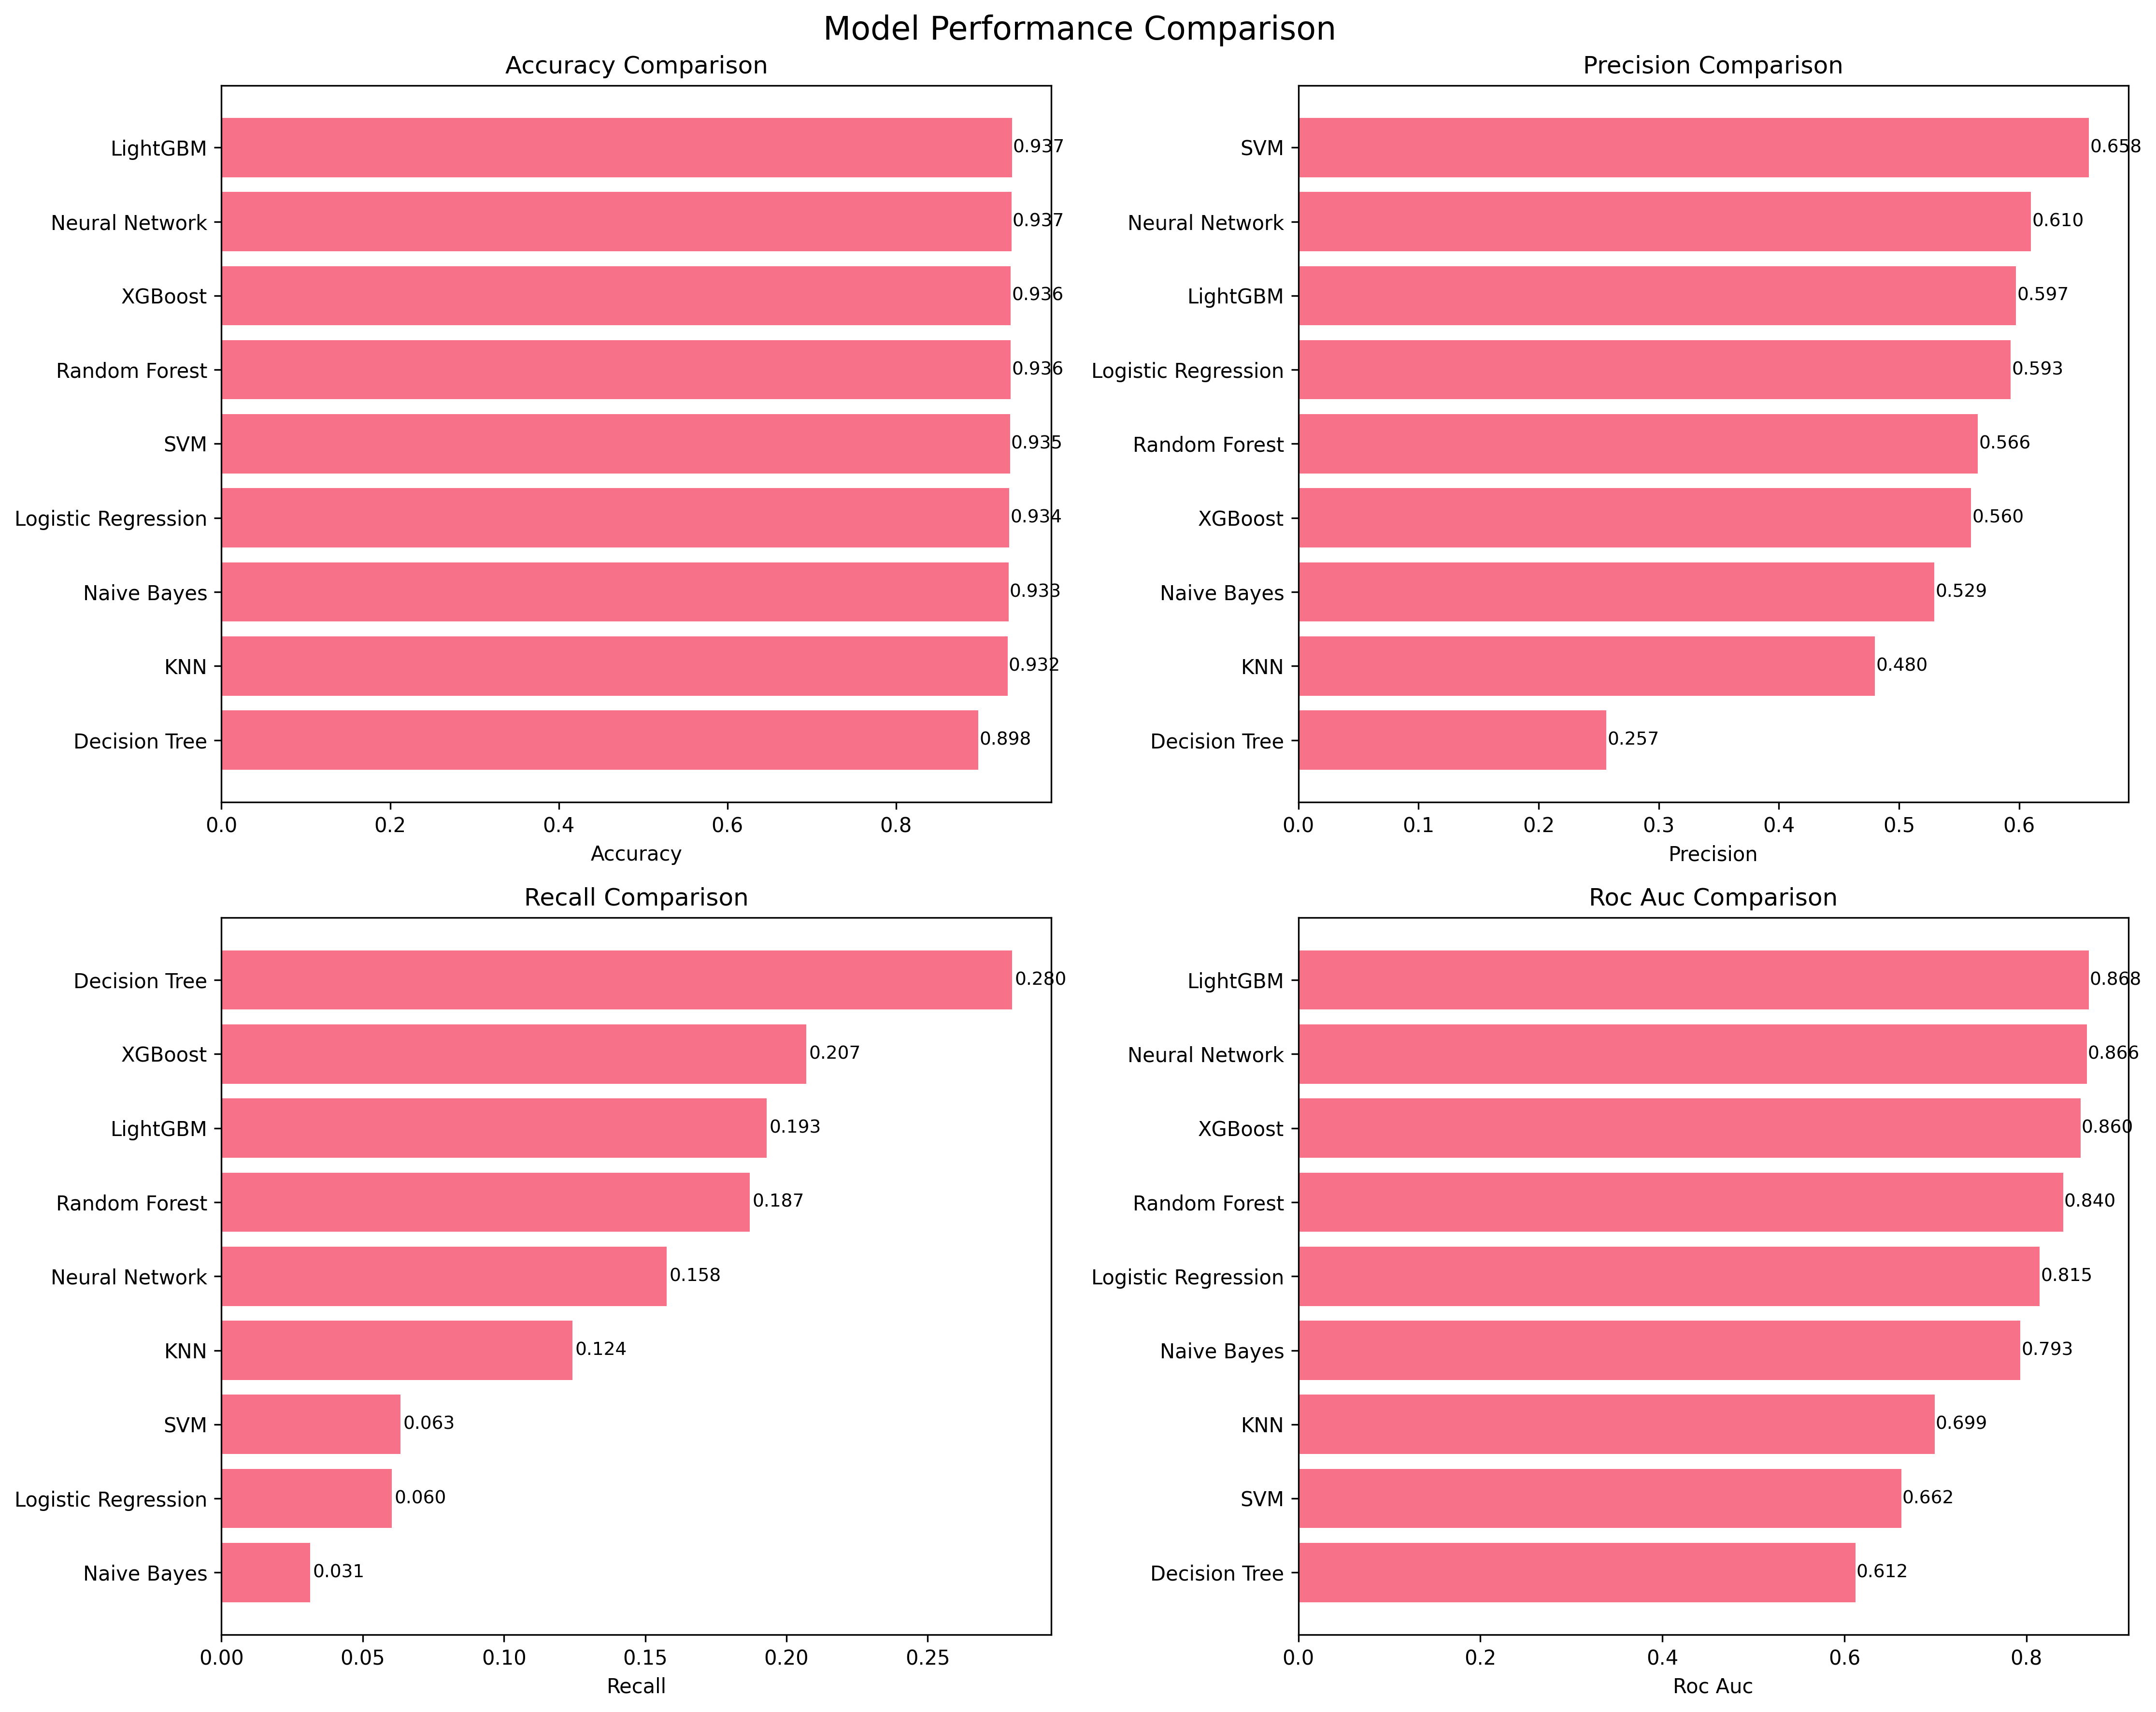 Model Performance Comparison
Accuracy Comparison
LightGBM 0.937
Neural Network 0.937
XGBoost 0.936
Random Forest 0.936
SVM 0.935
Logistic Regression 0.934
Naive Bayes 0.933
KNN 0.932
Decision Tree 0.898
0.0 0.2 0.4 0.6 0.8
Accuracy
Precision Comparison
SVM 0.658
Neural Network 0.610
LightGBM 0.597
Logistic Regression 0.593
Random Forest 0.566
XGBoost 0.560
Naive Bayes 0.529
KNN 0.480
Decision Tree 0.257
0.0 0.1 0.2 0.3 0.4 0.5 0.6
Precision
Recall Comparison
Decision Tree 0.280
XGBoost 0.207
LightGBM 0.193
Random Forest 0.187
Neural Network 0.158
KNN 0.124
SVM 0.063
Logistic Regression 0.060
Naive Bayes 0.031
0.00 0.05 0.10 0.15 0.20 0.25
Recall
Roc Auc Comparison
LightGBM 0.868
Neural Network 0.866
XGBoost 0.860
Random Forest 0.840
Logistic Regression 0.815
Naive Bayes 0.793
KNN 0.699
SVM 0.662
Decision Tree 0.612
0.0 0.2 0.4 0.6 0.8
Roc Auc